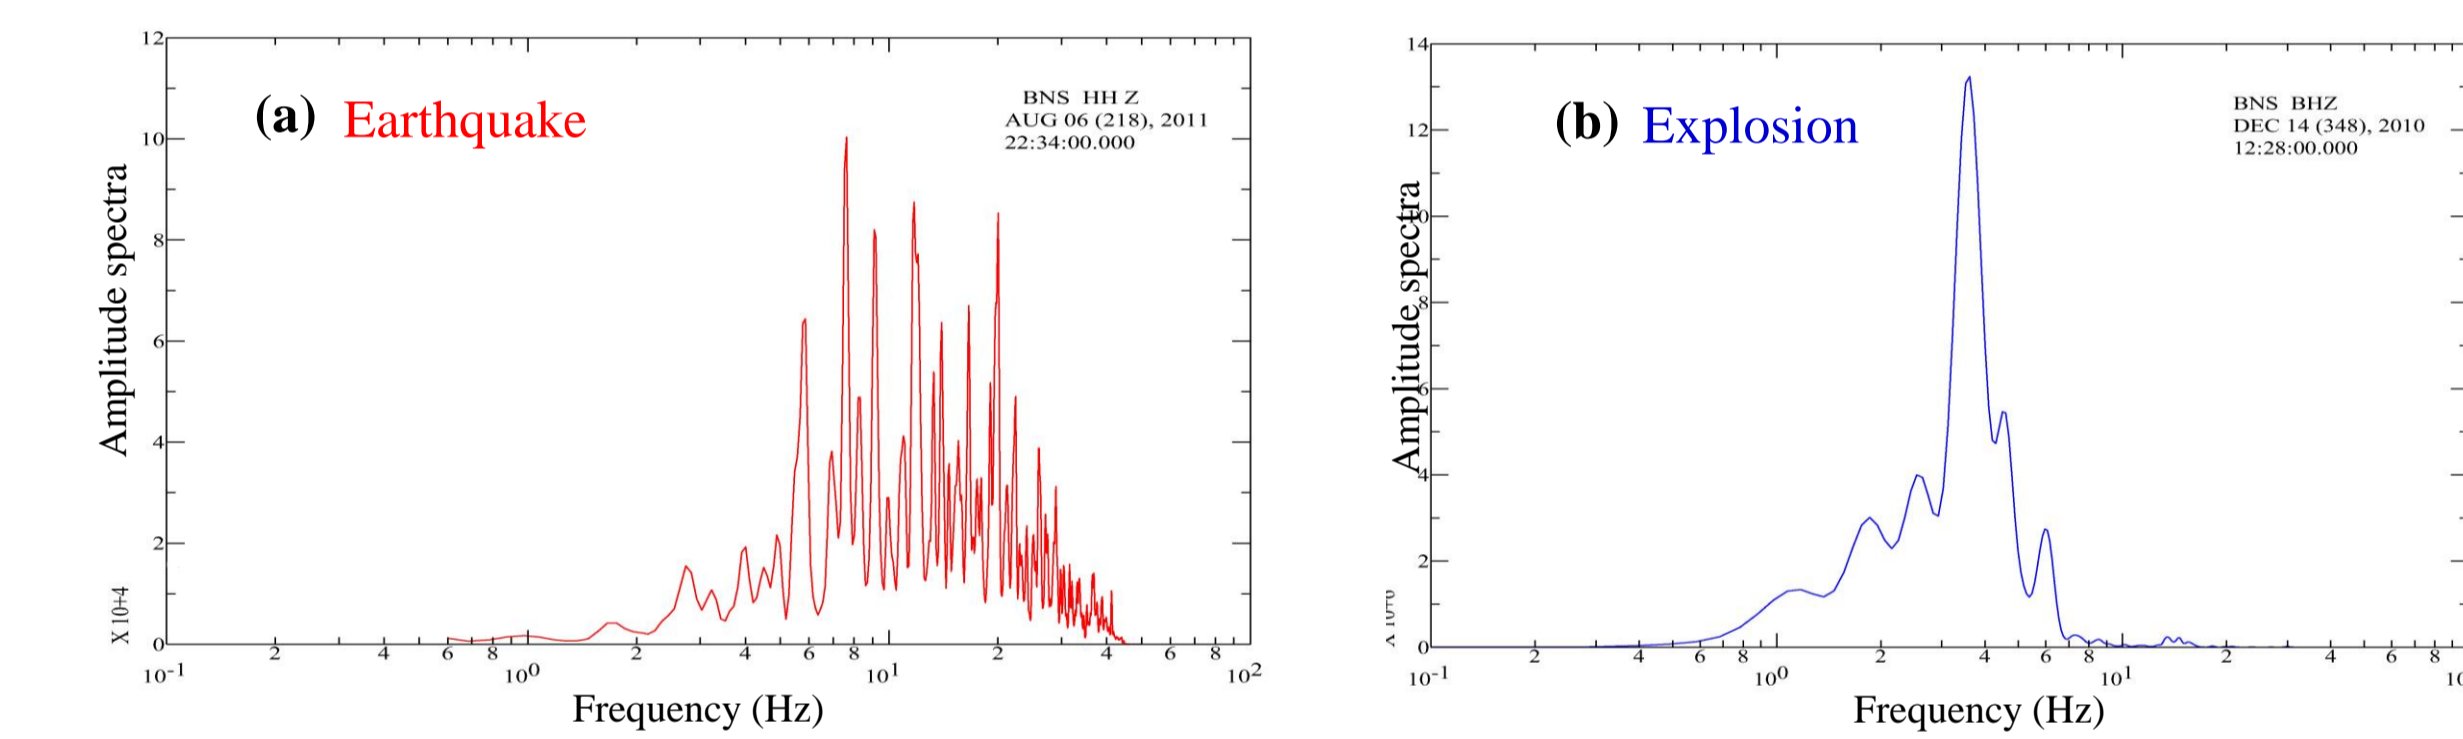 (a) Earthquake
BNS HH Z
AUG 06 (218), 2011
22:34:00.000
Amplitude spectra
X 10+4
12
10
8
6
4
2
0
2 4 6 8 2 4 6 8 2 4 6 8
10-1 100 101 102
Frequency (Hz)
(b) Explosion
BNS BHZ
DEC 14 (348), 2010
12:28:00.000
Amplitude spectra
14
12
10
8
6
4
2
0
2 4 6 8 2 4 6 8 2 4 6 8
10-1 100 101
Frequency (Hz)